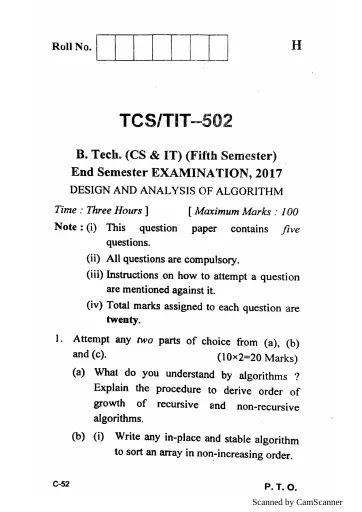 Roll No.
H
TCS/TIT–502
B. Tech. (CS & IT) (Fifth Semester)
End Semester EXAMINATION, 2017
DESIGN AND ANALYSIS OF ALGORITHM
Time : Three Hours ] [ Maximum Marks : 100
Note : (i) This question paper contains five
questions.
(ii) All questions are compulsory.
(iii) Instructions on how to attempt a question
are mentioned against it.
(iv) Total marks assigned to each question are
twenty.
1. Attempt any two parts of choice from (a), (b)
and (c). (10×2=20 Marks)
(a) What do you understand by algorithms ?
Explain the procedure to derive order of
growth of recursive and non-recursive
algorithms.
(b) (i) Write any in-place and stable algorithm
to sort an array in non-increasing order.
C-52 P. T. O.
Scanned by CamScanner